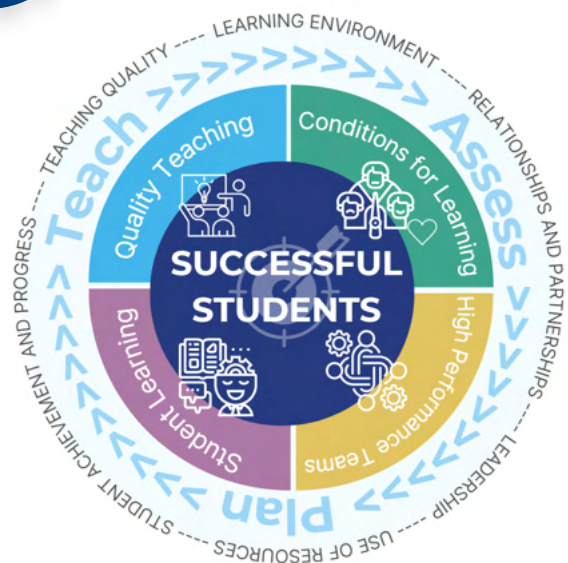 TEACHING QUALITY ---- LEARNING ENVIRONMENT ---- RELATIONSHIPS AND PARTNERSHIPS ---- LEADERSHIP ---- USE OF RESOURCES ---- STUDENT ACHIEVEMENT AND PROGRESS ----
Teach >>>>>>>>>>
Assess >>>>>>>>>>
Plan >>>>>>>>>>
Quality Teaching
Conditions for Learning
High Performance Teams
Student Learning
SUCCESSFUL
STUDENTS